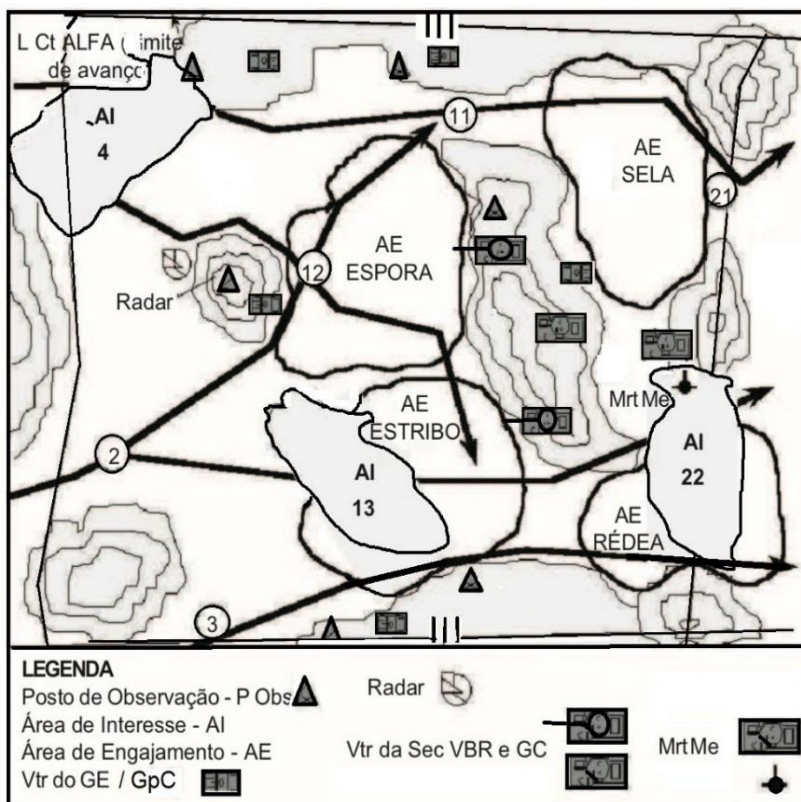 L Ct ALFA (limite
de avanço)
AI
4
11
AE
SELA
21
AE
ESPORA
12
Radar
AE
ESTRIBO
Mrt Me
2
AI
13
AI
22
AE
RÉDEA
3
LEGENDA
Posto de Observação - P Obs
Área de Interesse - AI
Área de Engajamento - AE
Vtr do GE / GpC
Radar
Vtr da Sec VBR e GC
Mrt Me